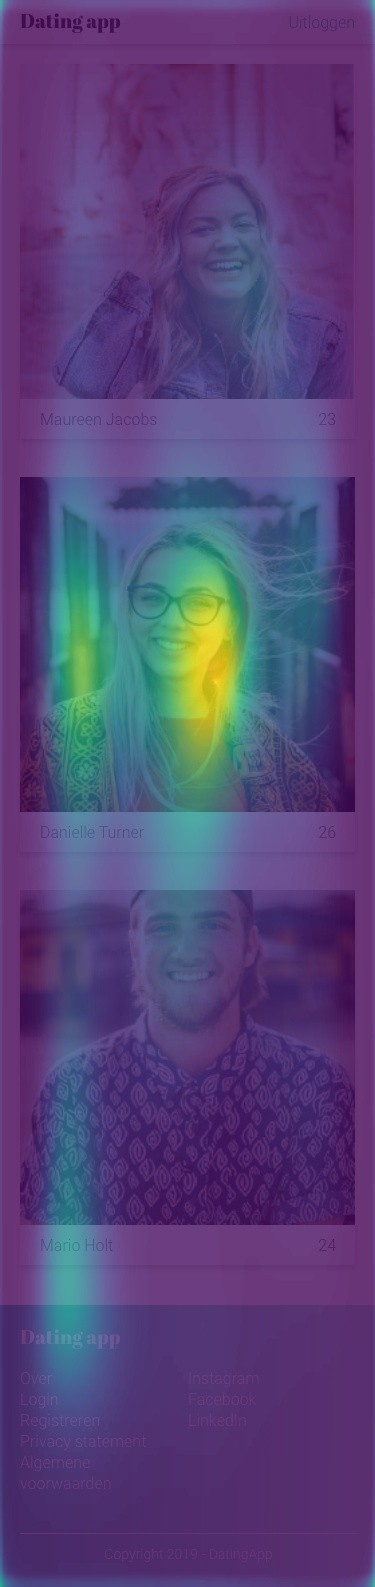 Dating app
Uitloggen
Maureen Jacobs 23
Danielle Turner 26
Mario Holt 24
Dating app
Over
Login
Registreren
Privacy statement
Algemene
voorwaarden
Instagram
Facebook
LinkedIn
Copyright 2019 - DatingApp